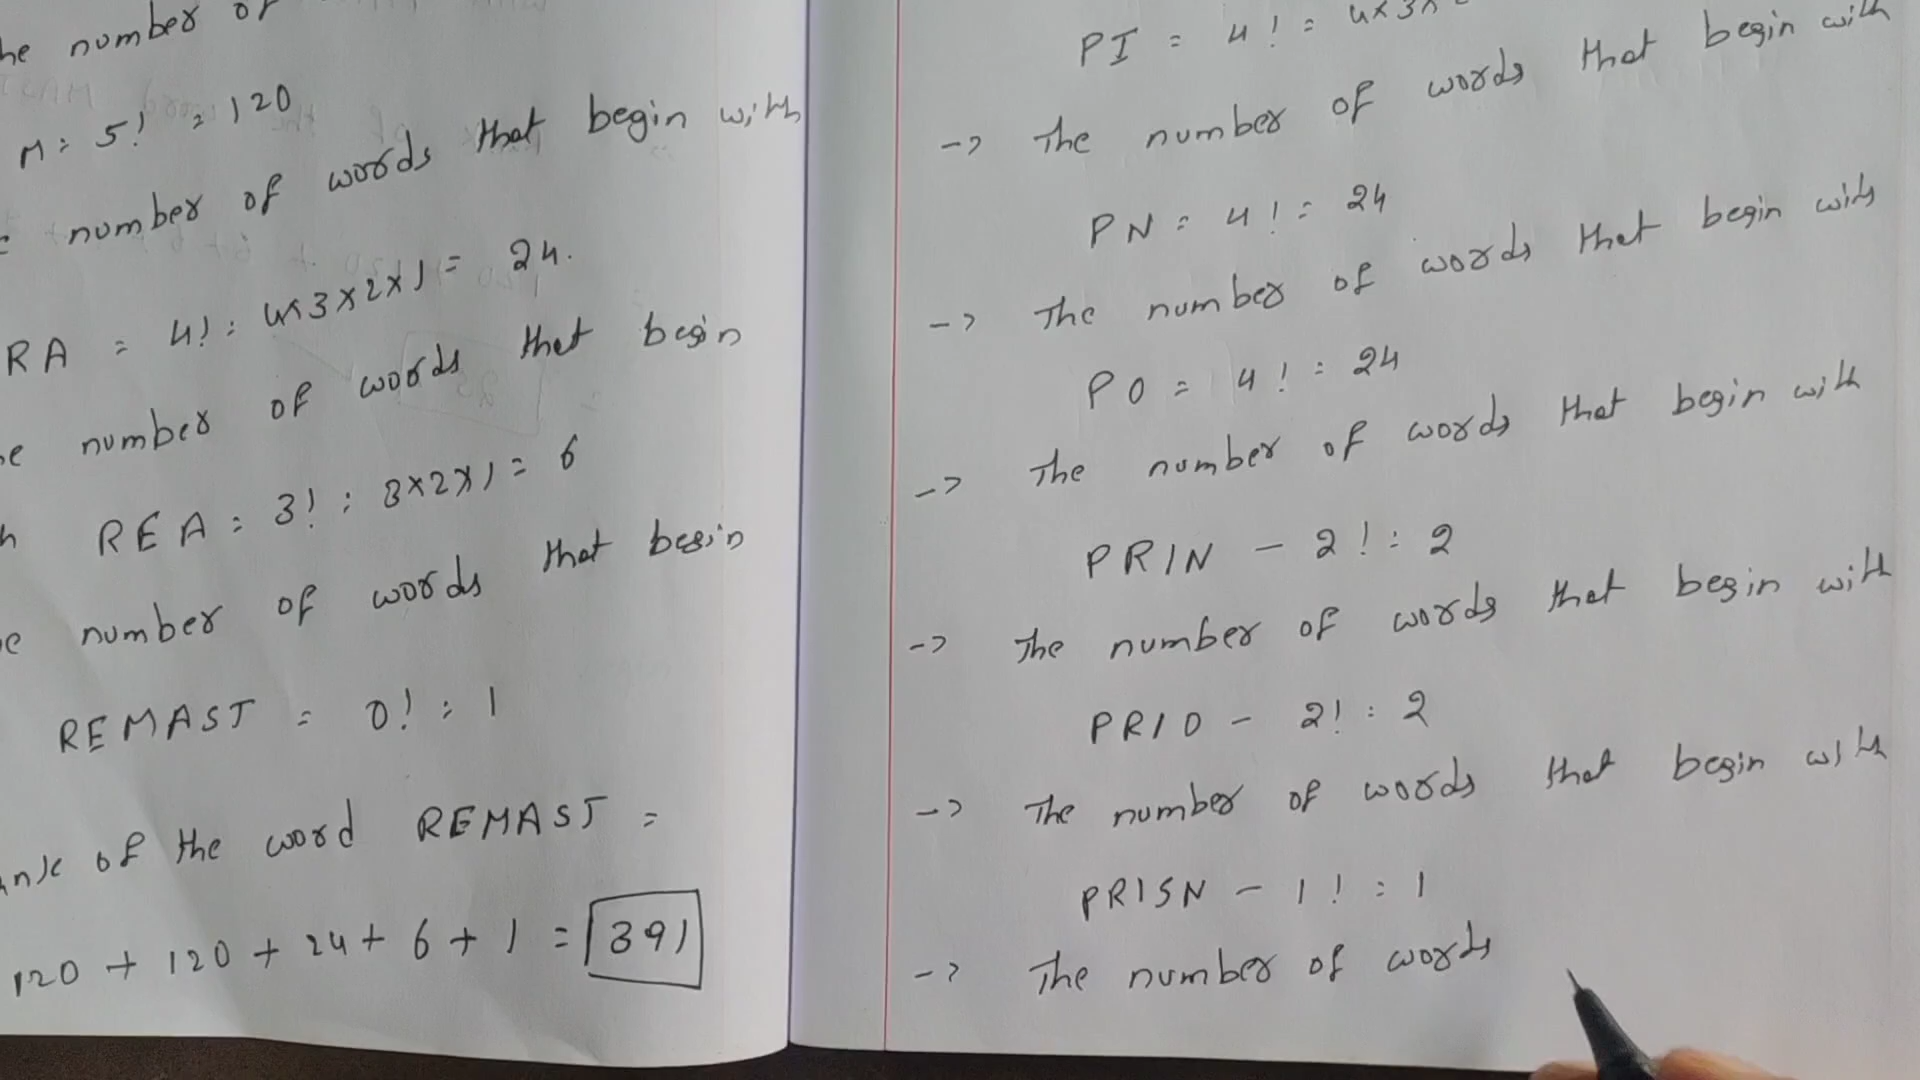 he number of
M = 5! = 120
number of words that begin with
RA = 4! = 4×3×2×1 = 24.
number of words that begin
REA = 3! = 3×2×1 = 6
number of words that begin
REMAST = 0! = 1
of the word REMAST =
120 + 120 + 24 + 6 + 1 = 391
PI = 4! = 4×3×
-> The number of words that begin with
PN = 4! = 24
-> The number of words that begin with
PO = 4! = 24
-> The number of words that begin with
PRIN - 2! = 2
-> The number of words that begin with
PRIO - 2! = 2
-> The number of words that begin with
PRISN - 1! = 1
-> The number of words